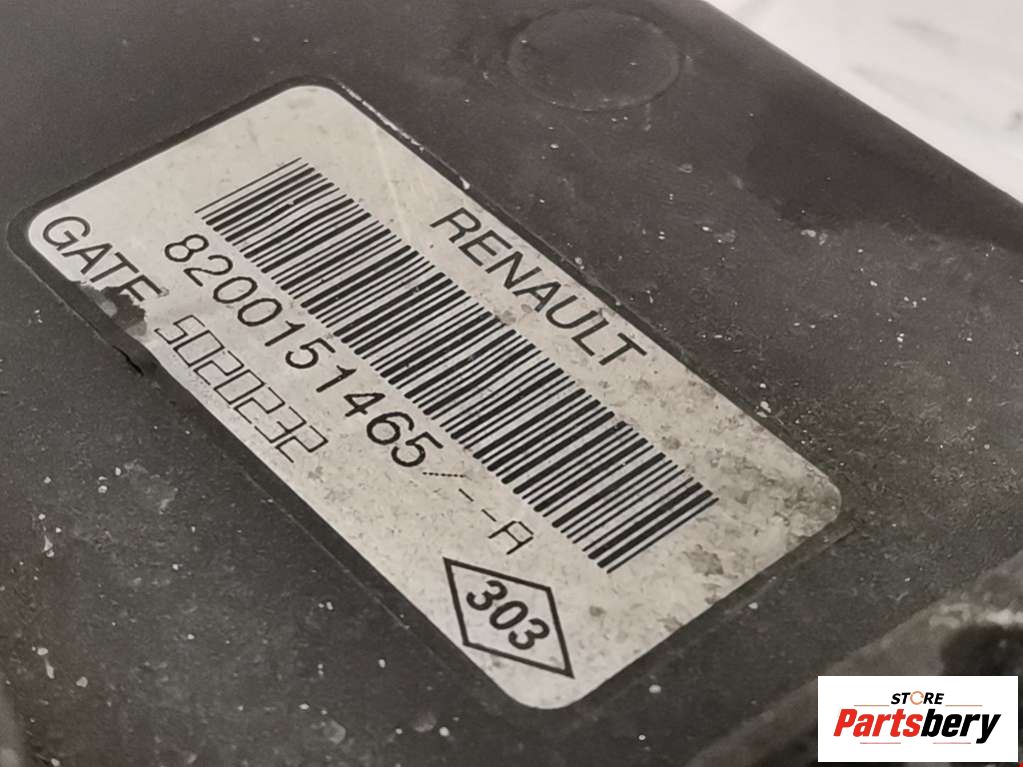 RENAULT
8200151465/--A
GATE 5020232
303
STORE
Partsbery